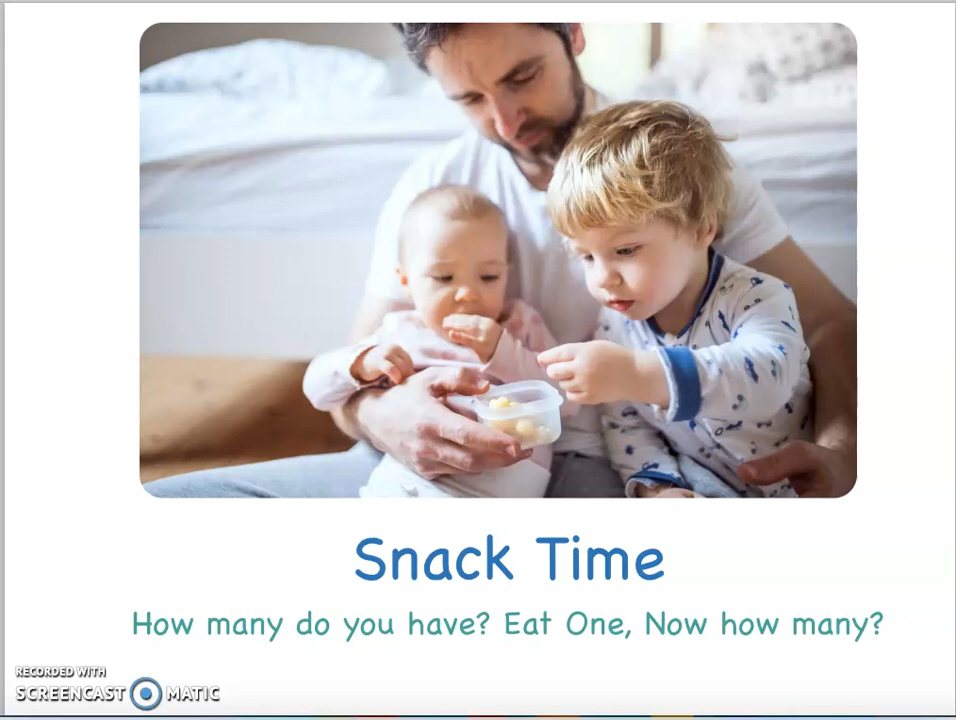 Snack Time
How many do you have? Eat One, Now how many?
RECORDED WITH
SCREENCAST MATIC